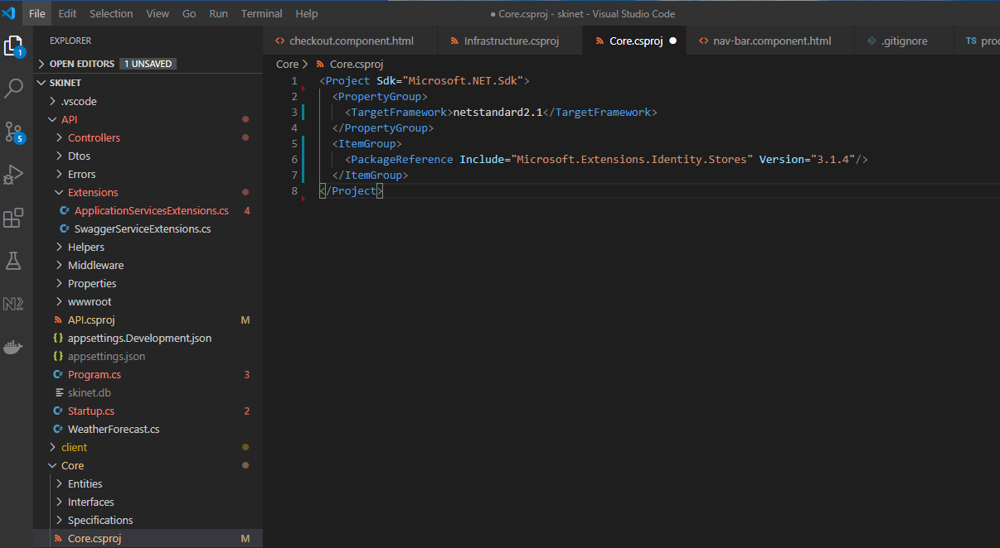 File Edit Selection View Go Run Terminal Help ● Core.csproj - skinet - Visual Studio Code
EXPLORER
1
OPEN EDITORS 1 UNSAVED
SKINET
.vscode
API
Controllers
5
Dtos
Errors
Extensions
C# ApplicationServicesExtensions.cs 4
C# SwaggerServiceExtensions.cs
Helpers
Middleware
Properties
wwwroot
API.csproj M
{} appsettings.Development.json
{} appsettings.json
C# Program.cs 3
skinet.db
C# Startup.cs 2
C# WeatherForecast.cs
client
Core
Entities
Interfaces
Specifications
Core.csproj M
<> checkout.component.html Infrastructure.csproj Core.csproj ● <> nav-bar.component.html .gitignore TS proc
Core > Core.csproj
1 <Project Sdk="Microsoft.NET.Sdk">
2 <PropertyGroup>
3 <TargetFramework>netstandard2.1</TargetFramework>
4 </PropertyGroup>
5 <ItemGroup>
6 <PackageReference Include="Microsoft.Extensions.Identity.Stores" Version="3.1.4"/>
7 </ItemGroup>
8 </Project>